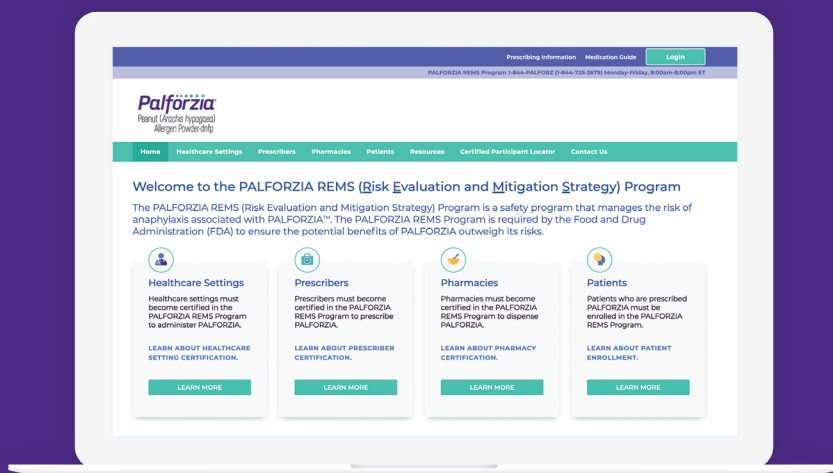 Prescribing Information Medication Guide Login
PALFORZIA REMS Program 1-844-PALFORZ (1-844-725-3679) Monday-Friday, 8:00am-8:00pm ET
Palforzia
Peanut (Arachis hypogaea)
Allergen Powder-dnfp
Home Healthcare Settings Prescribers Pharmacies Patients Resources Certified Participant Locator Contact Us
Welcome to the PALFORZIA REMS (Risk Evaluation and Mitigation Strategy) Program
The PALFORZIA REMS (Risk Evaluation and Mitigation Strategy) Program is a safety program that manages the risk of
anaphylaxis associated with PALFORZIA™. The PALFORZIA REMS Program is required by the Food and Drug
Administration (FDA) to ensure the potential benefits of PALFORZIA outweigh its risks.
Healthcare Settings
Healthcare settings must
become certified in the
PALFORZIA REMS Program
to administer PALFORZIA.
LEARN ABOUT HEALTHCARE
SETTING CERTIFICATION.
LEARN MORE
Prescribers
Prescribers must become
certified in the PALFORZIA
REMS Program to prescribe
PALFORZIA.
LEARN ABOUT PRESCRIBER
CERTIFICATION.
LEARN MORE
Pharmacies
Pharmacies must become
certified in the PALFORZIA
REMS Program to dispense
PALFORZIA.
LEARN ABOUT PHARMACY
CERTIFICATION.
LEARN MORE
Patients
Patients who are prescribed
PALFORZIA must be
enrolled in the PALFORZIA
REMS Program.
LEARN ABOUT PATIENT
ENROLLMENT.
LEARN MORE